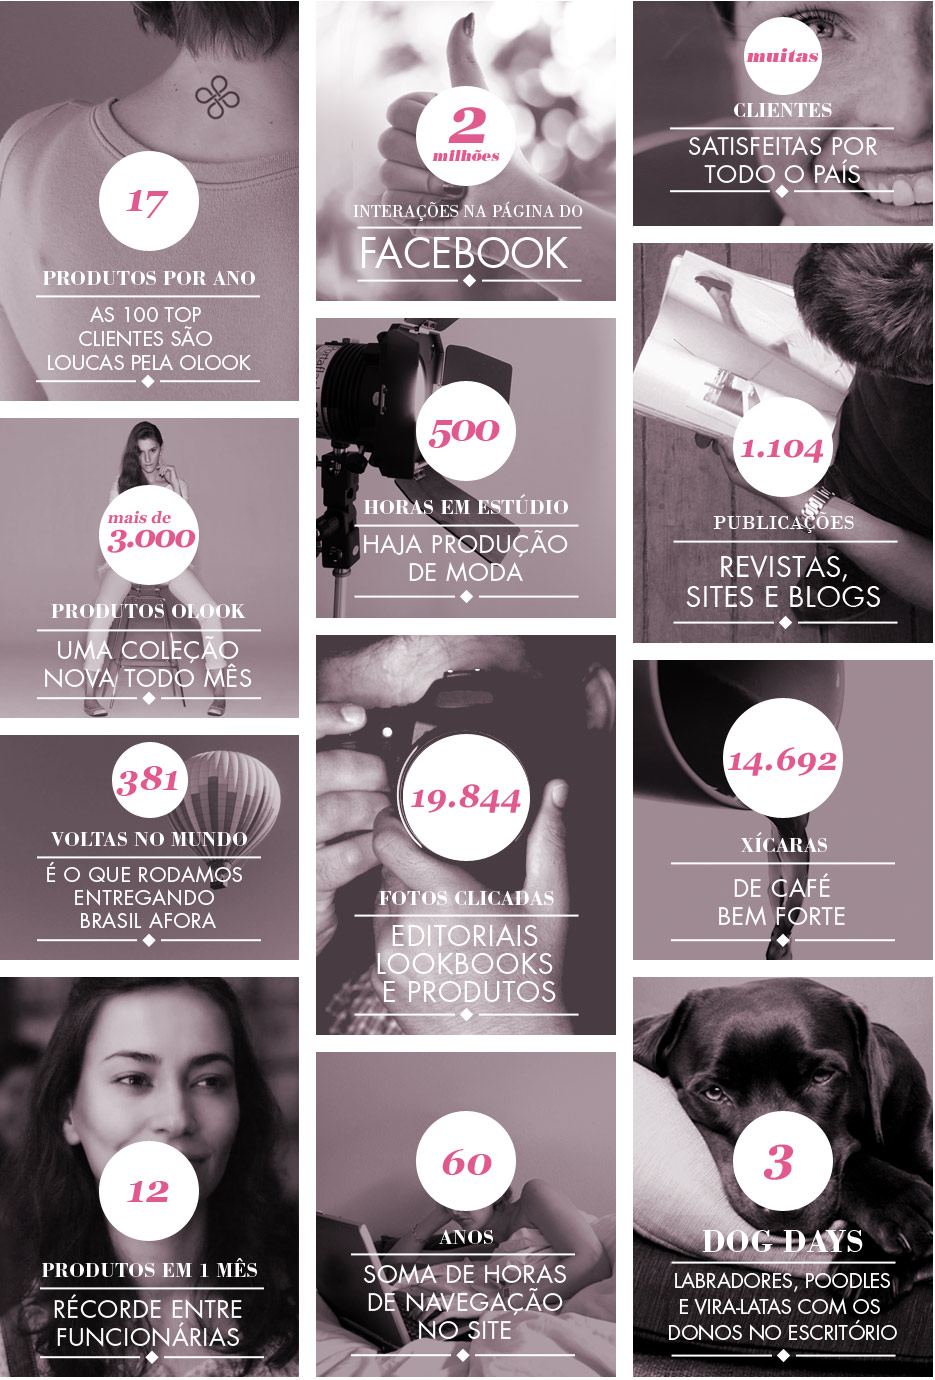 17
PRODUTOS POR ANO
AS 100 TOP
CLIENTES SÃO
LOUCAS PELA OLOOK
mais de
3.000
PRODUTOS OLOOK
UMA COLEÇÃO
NOVA TODO MÊS
381
VOLTAS NO MUNDO
É O QUE RODAMOS
ENTREGANDO
BRASIL AFORA
12
PRODUTOS EM 1 MÊS
RÉCORDE ENTRE
FUNCIONÁRIAS
2
milhões
INTERAÇÕES NA PÁGINA DO
FACEBOOK
500
HORAS EM ESTÚDIO
HAJA PRODUÇÃO
DE MODA
19.844
FOTOS CLICADAS
EDITORIAIS
LOOKBOOKS
E PRODUTOS
60
ANOS
SOMA DE HORAS
DE NAVEGAÇÃO
NO SITE
muitas
CLIENTES
SATISFEITAS POR
TODO O PAÍS
1.104
PUBLICAÇÕES
REVISTAS,
SITES E BLOGS
14.692
XÍCARAS
DE CAFÉ
BEM FORTE
3
DOG DAYS
LABRADORES, POODLES
E VIRA-LATAS COM OS
DONOS NO ESCRITÓRIO